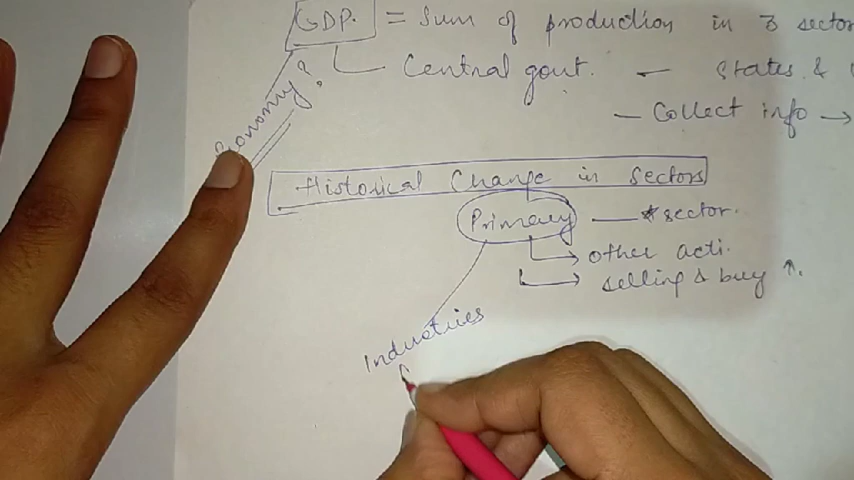 GDP. = Sum of production in 3 sector
Central govt. — States &
Economy?
— Collect info →
Historical Change in Sectors
Primary — * sector.
→ other acti.
→ selling & buy ↑.
Industries